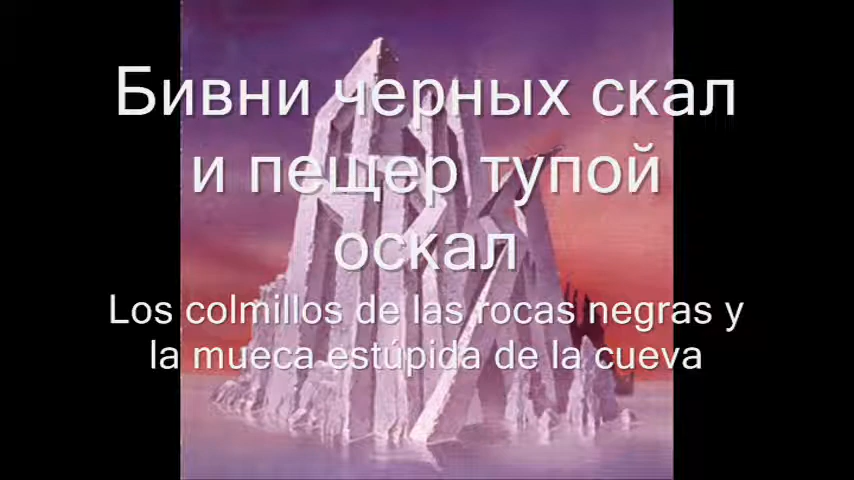 Бивни черных скал
и пещер тупой
оскал
Los colmillos de las rocas negras y
la mueca estúpida de la cueva